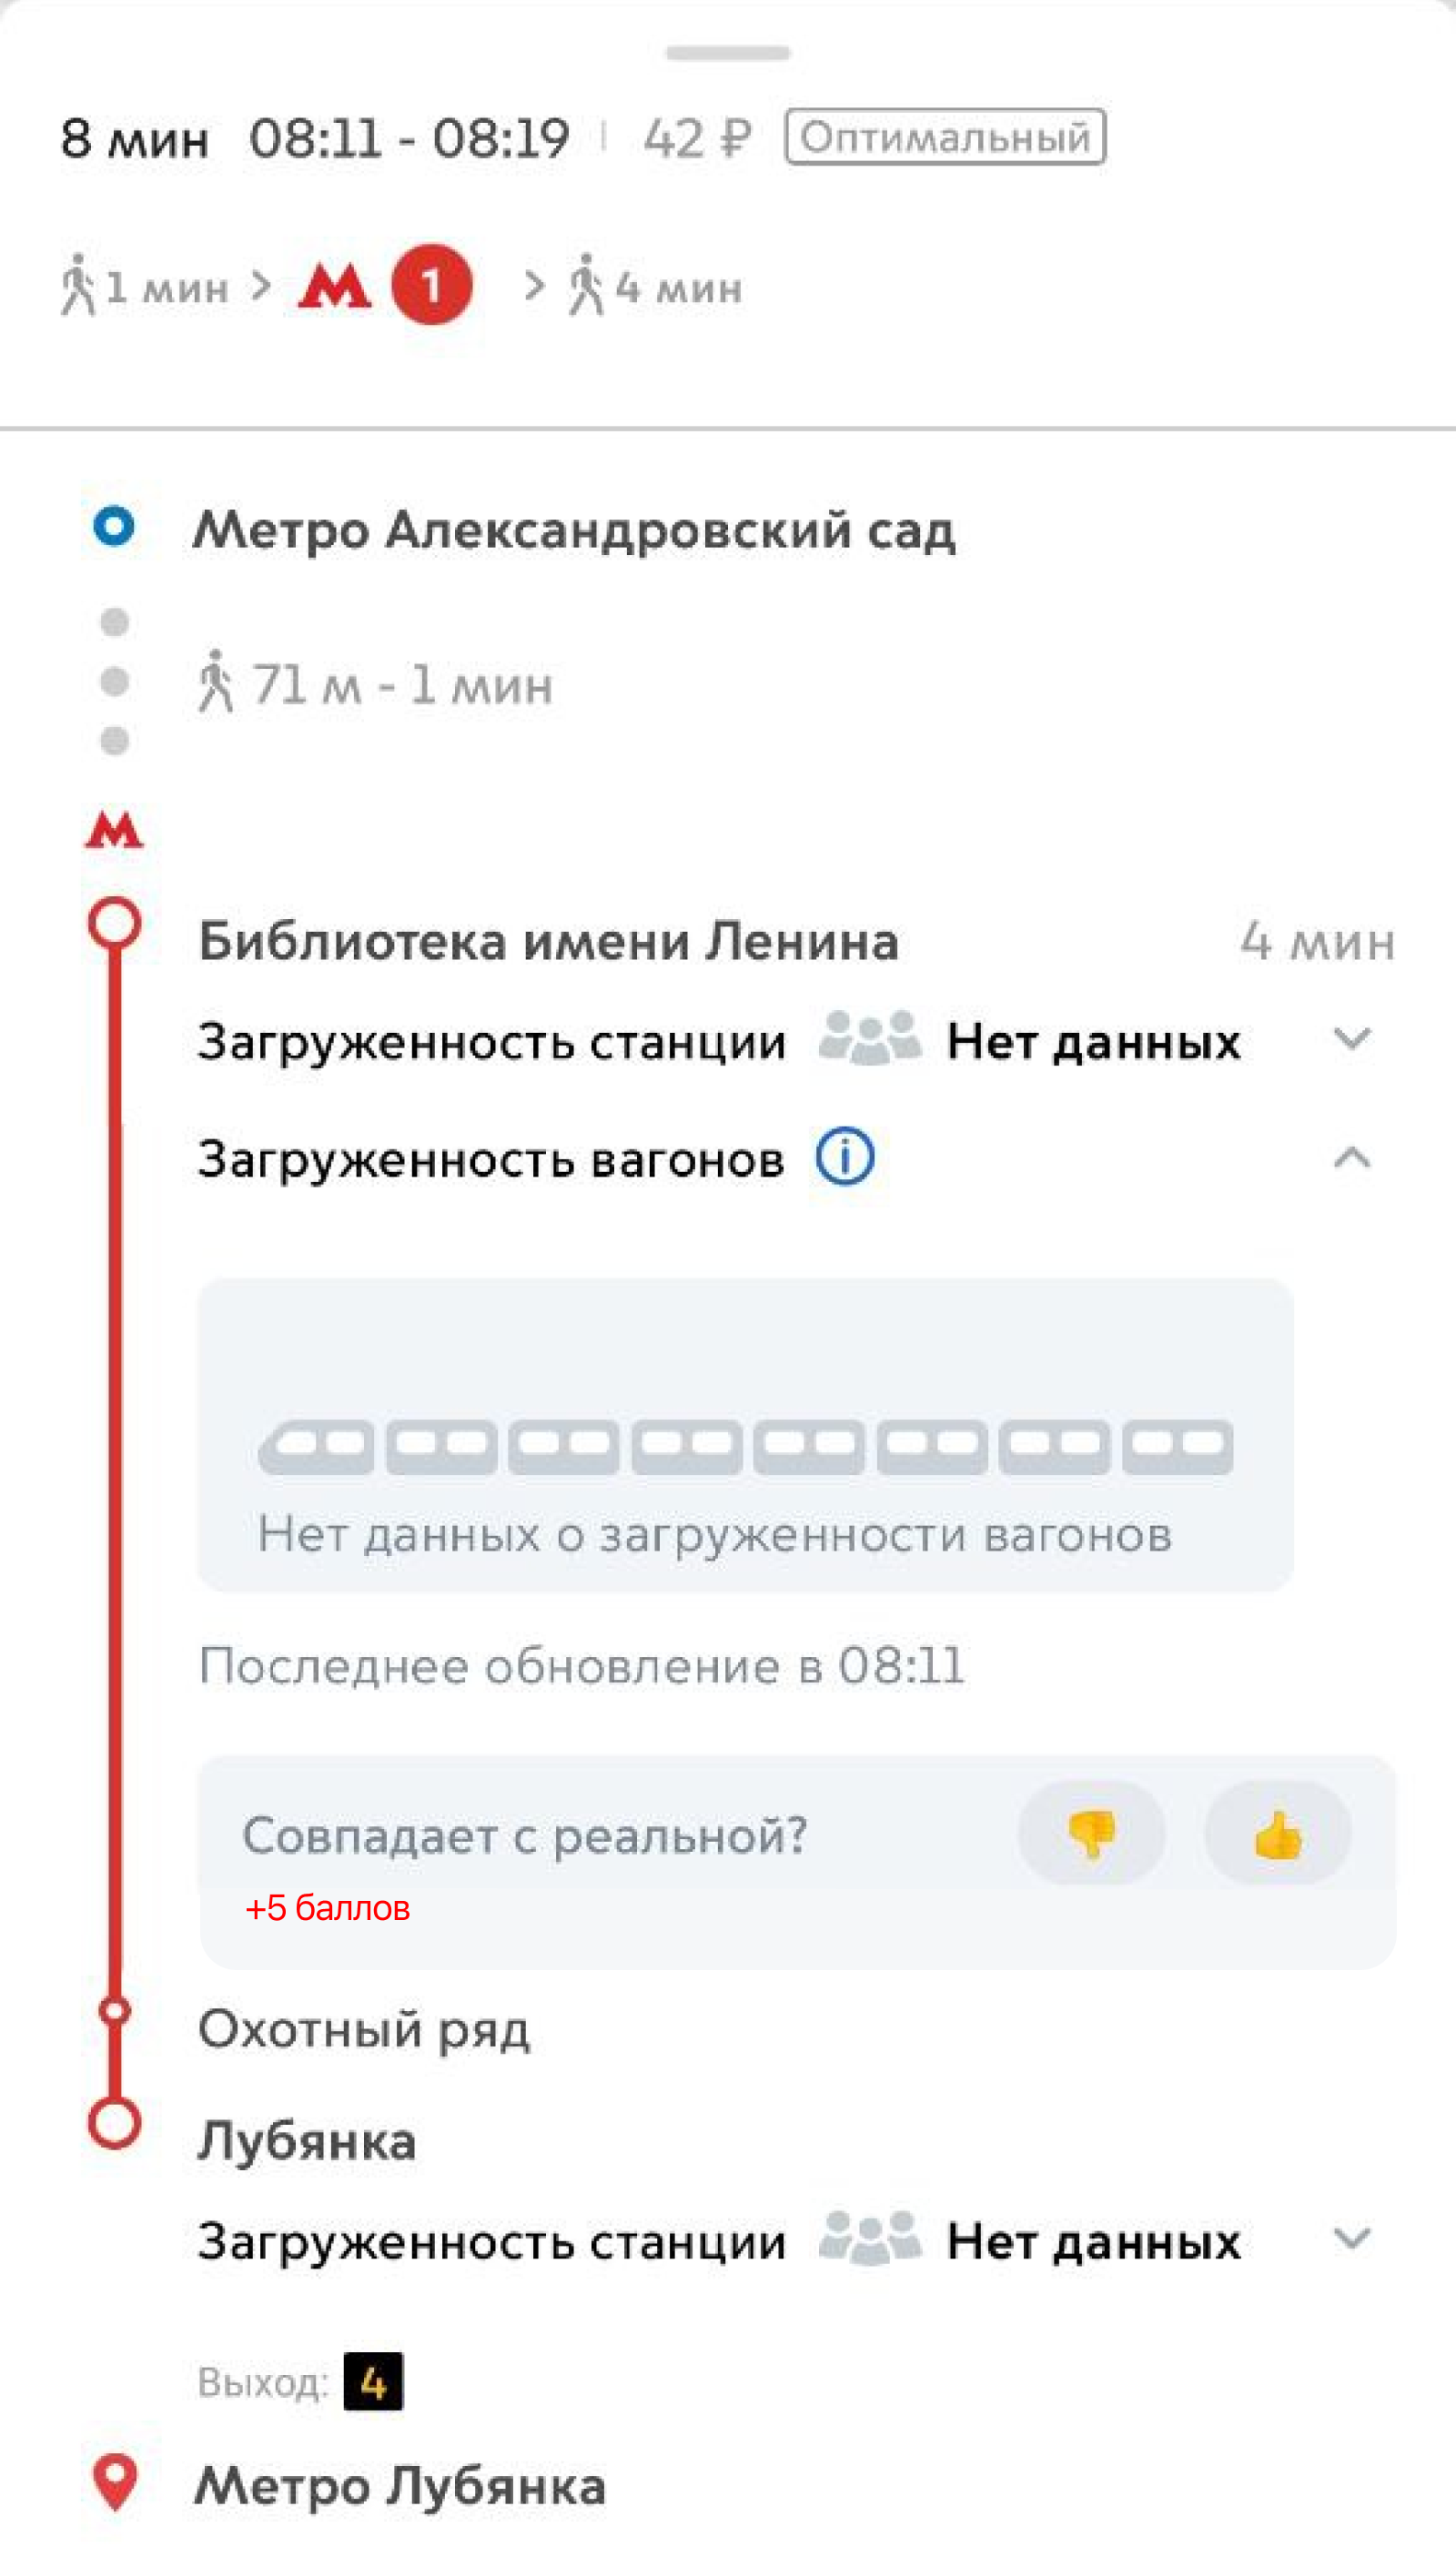 8 мин 08:11 - 08:19 | 42 ₽ Оптимальный
1 мин > М 1 > 4 мин
Метро Александровский сад
71 м - 1 мин
М
Библиотека имени Ленина 4 мин
Загруженность станции Нет данных
Загруженность вагонов i
Нет данных о загруженности вагонов
Последнее обновление в 08:11
Совпадает с реальной?
+5 баллов
Охотный ряд
Лубянка
Загруженность станции Нет данных
Выход: 4
Метро Лубянка